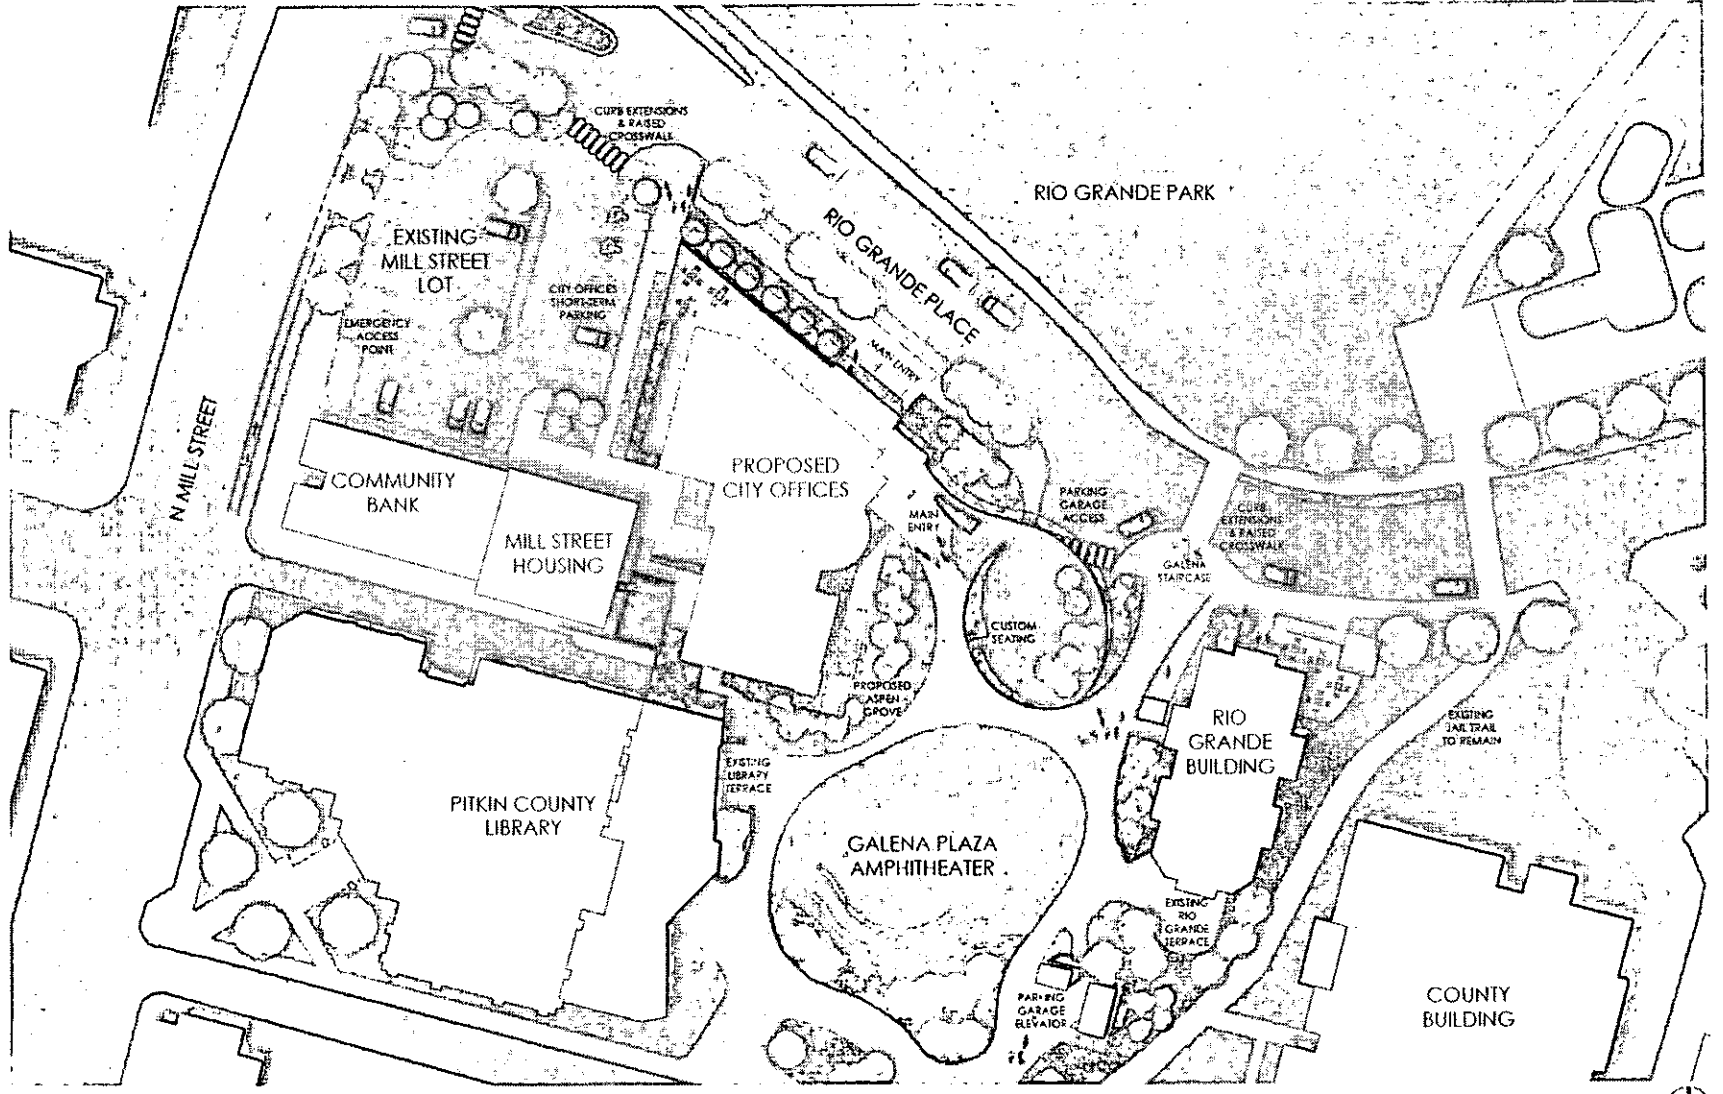 CURB EXTENSIONS
& RAISED
CROSSWALK
RIO GRANDE PARK
RIO GRANDE PLACE
EXISTING
MILL STREET
LOT
CITY OFFICES
SHORT-TERM
PARKING
EMERGENCY
ACCESS
POINT
MAIN ENTRY
N MILL STREET
COMMUNITY
BANK
MILL STREET
HOUSING
PROPOSED
CITY OFFICES
MAIN
ENTRY
PARKING
GARAGE
ACCESS
CURB
EXTENSIONS
& RAISED
CROSSWALK
GALENA
STAIRCASE
CUSTOM
SEATING
PROPOSED
ASPEN
GROVE
EXISTING
LIBRARY
TERRACE
RIO
GRANDE
BUILDING
EXISTING
JAIL TRAIL
TO REMAIN
PITKIN COUNTY
LIBRARY
GALENA PLAZA
AMPHITHEATER
EXISTING
RIO
GRANDE
TERRACE
PARKING
GARAGE
ELEVATOR
COUNTY
BUILDING